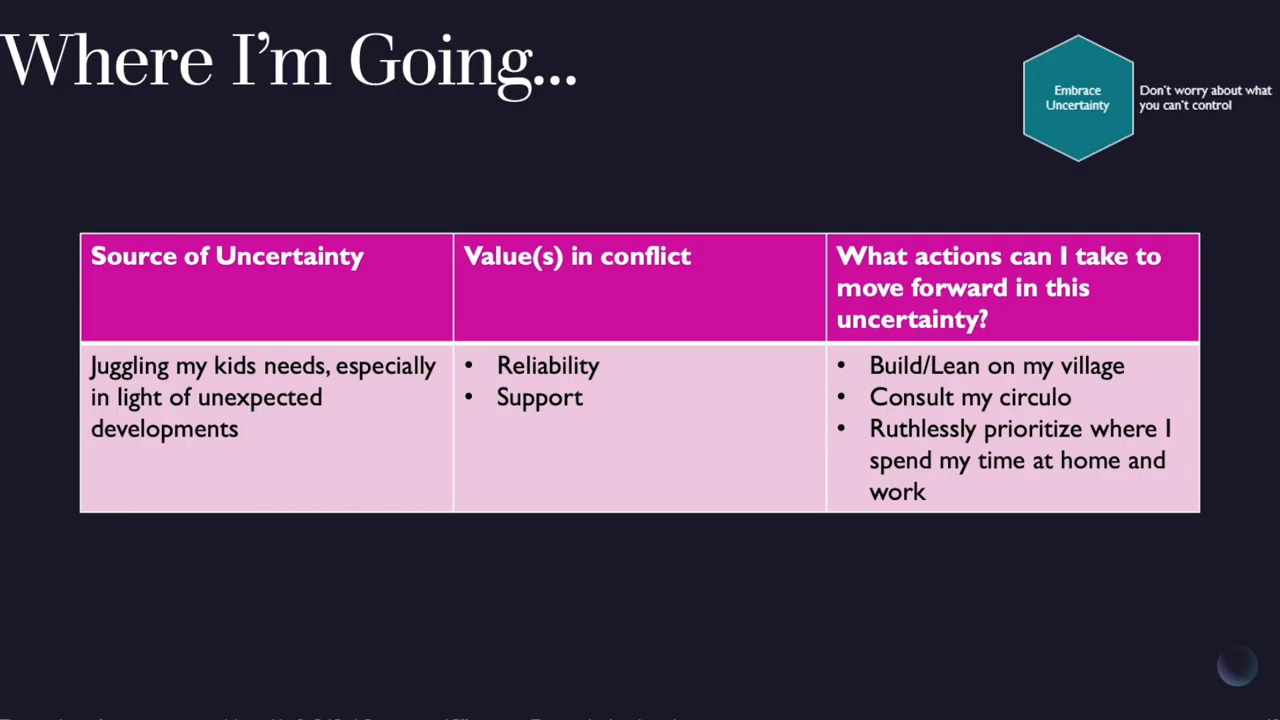 Where I'm Going...
Embrace
Uncertainty
Don't worry about what
you can't control
Source of Uncertainty
Value(s) in conflict
What actions can I take to
move forward in this
uncertainty?
Juggling my kids needs, especially
in light of unexpected
developments
• Reliability
• Support
• Build/Lean on my village
• Consult my circulo
• Ruthlessly prioritize where I
spend my time at home and
work